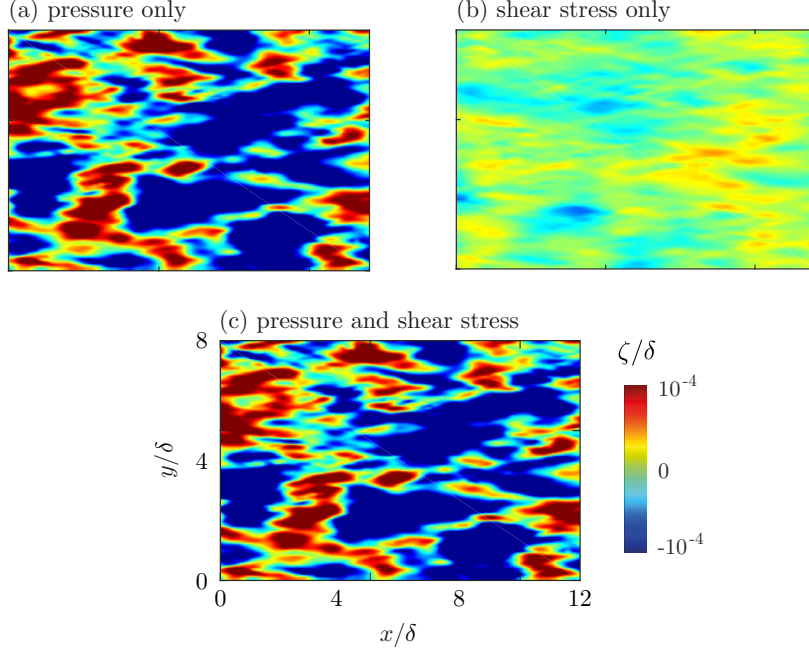 (a) pressure only
(b) shear stress only
(c) pressure and shear stress
8
4
0
y/δ
0 4 8 12
x/δ
ζ/δ
10⁻⁴
0
-10⁻⁴